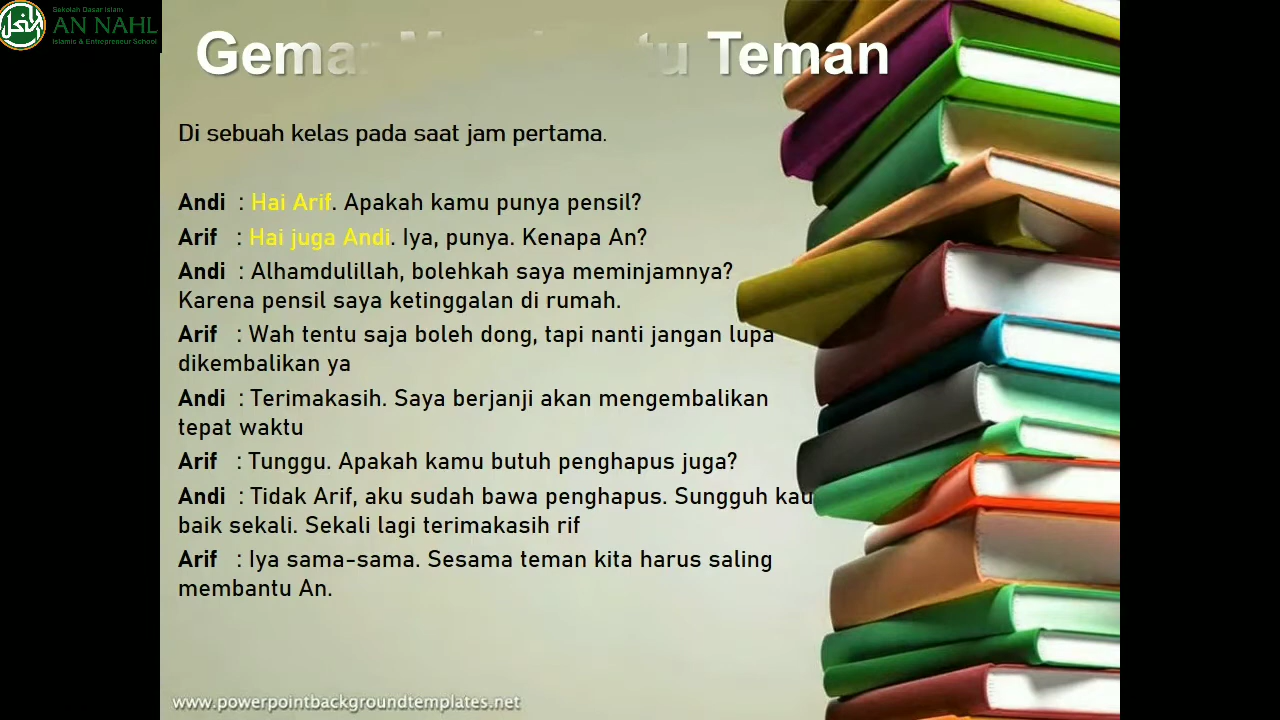 Sekolah Dasar Islam
AN NAHL
Islamic & Entrepreneur School
Teman
Di sebuah kelas pada saat jam pertama.
Andi : Hai Arif. Apakah kamu punya pensil?
Arif : Hai juga Andi. Iya, punya. Kenapa An?
Andi : Alhamdulillah, bolehkah saya meminjamnya?
Karena pensil saya ketinggalan di rumah.
Arif : Wah tentu saja boleh dong, tapi nanti jangan lupa
dikembalikan ya
Andi : Terimakasih. Saya berjanji akan mengembalikan
tepat waktu
Arif : Tunggu. Apakah kamu butuh penghapus juga?
Andi : Tidak Arif, aku sudah bawa penghapus. Sungguh kau
baik sekali. Sekali lagi terimakasih rif
Arif : Iya sama-sama. Sesama teman kita harus saling
membantu An.
www.powerpointbackgroundtemplates.net